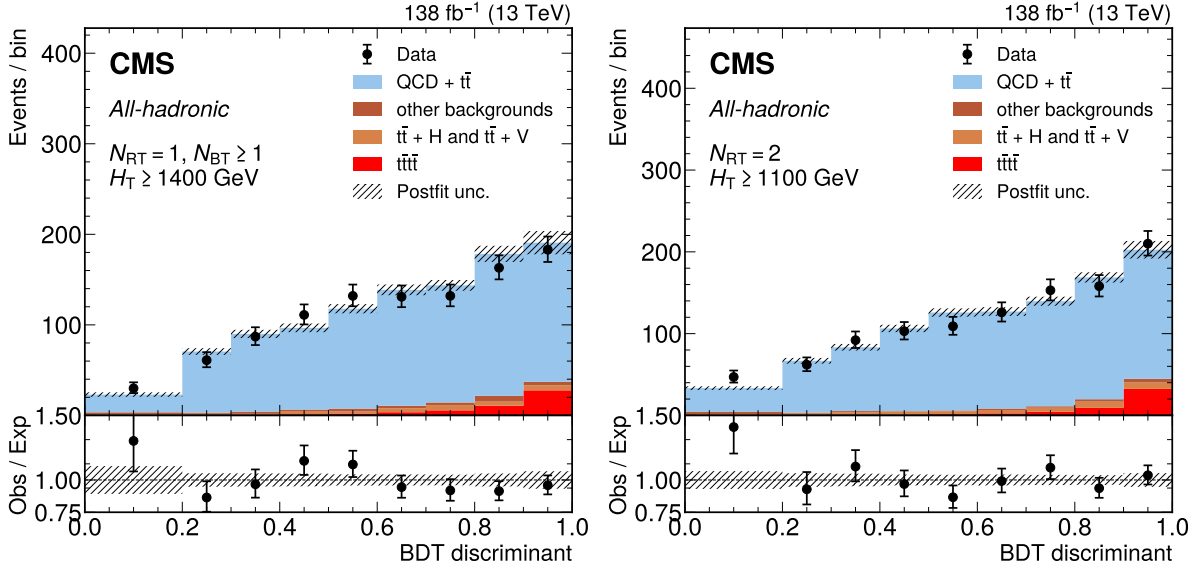 138 fb⁻¹ (13 TeV)
Events / bin
400
300
200
100
CMS
All-hadronic
N_RT = 1, N_BT ≥ 1
H_T ≥ 1400 GeV
Data
QCD + tt̄
other backgrounds
tt̄ + H and tt̄ + V
tt̄tt̄
Postfit unc.
Obs / Exp
1.50
1.00
0.75
0.0 0.2 0.4 0.6 0.8 1.0
BDT discriminant
138 fb⁻¹ (13 TeV)
Events / bin
400
300
200
100
CMS
All-hadronic
N_RT = 2
H_T ≥ 1100 GeV
Data
QCD + tt̄
other backgrounds
tt̄ + H and tt̄ + V
tt̄tt̄
Postfit unc.
Obs / Exp
1.50
1.00
0.75
0.0 0.2 0.4 0.6 0.8 1.0
BDT discriminant